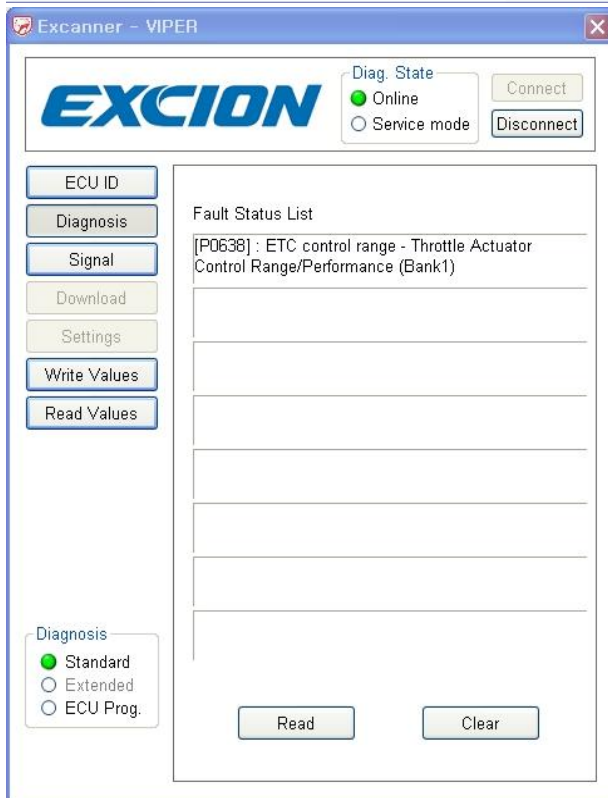 Excanner - VIPER
EXCION
Diag. State
Online
Service mode
Connect
Disconnect
ECU ID
Diagnosis
Signal
Download
Settings
Write Values
Read Values
Fault Status List
[P0638] : ETC control range - Throttle Actuator
Control Range/Performance (Bank1)
Diagnosis
Standard
Extended
ECU Prog.
Read
Clear